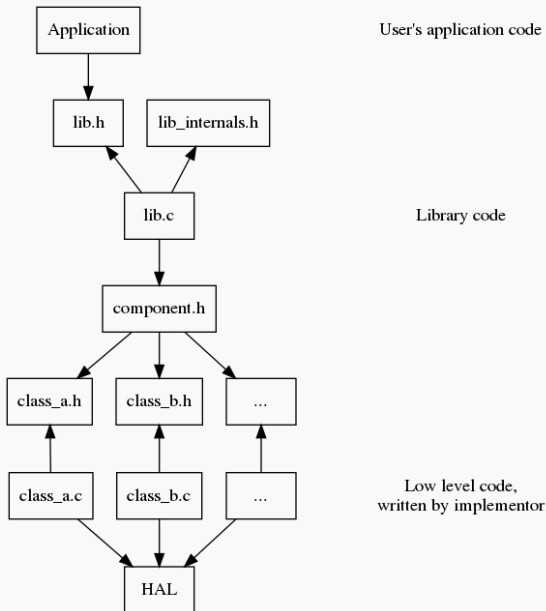 Application
User's application code
lib.h
lib_internals.h
lib.c
Library code
component.h
class_a.h
class_b.h
...
class_a.c
class_b.c
...
Low level code,
written by implementor
HAL